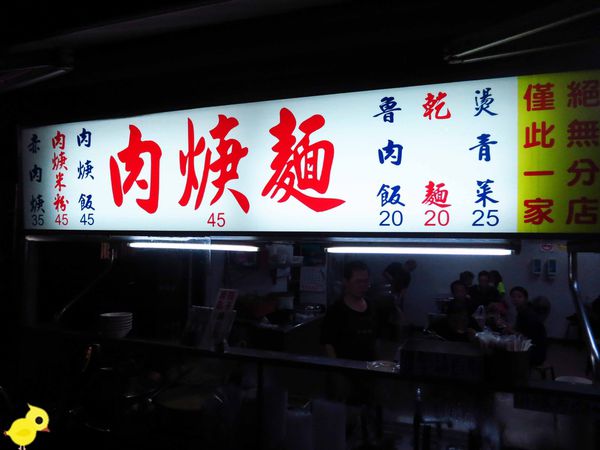 赤肉焿
35
肉焿米粉
45
肉焿飯
45
肉焿麵
45
魯肉飯
20
乾麵
20
燙青菜
25
絕無分店
僅此一家